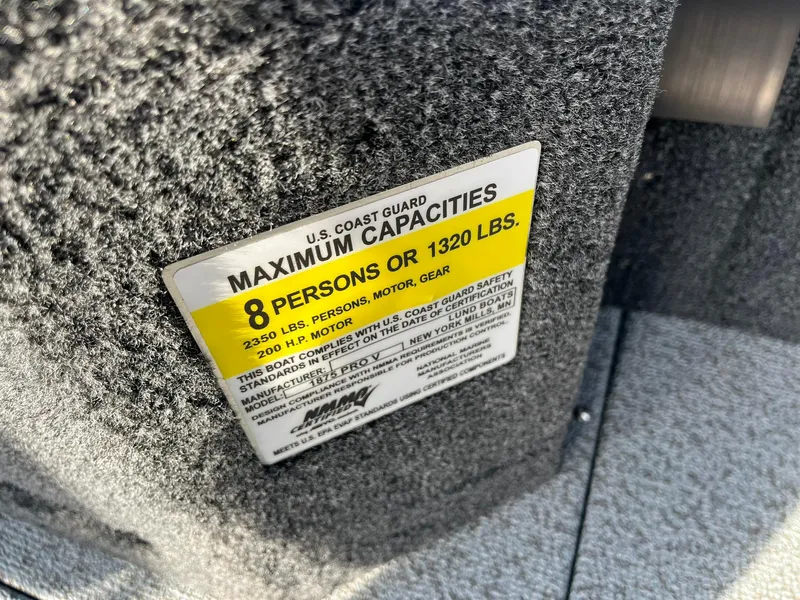 U.S. COAST GUARD
MAXIMUM CAPACITIES
8 PERSONS OR 1320 LBS.
2350 LBS. PERSONS, MOTOR, GEAR
200 H.P. MOTOR
THIS BOAT COMPLIES WITH U.S. COAST GUARD SAFETY
STANDARDS IN EFFECT ON THE DATE OF CERTIFICATION
MANUFACTURER: LUND BOATS
NEW YORK MILLS, MN
MODEL: 1875 PRO V
DESIGN COMPLIANCE WITH NMMA REQUIREMENTS IS VERIFIED.
MANUFACTURER RESPONSIBLE FOR PRODUCTION CONTROL.
NMMA
CERTIFIED
NATIONAL MARINE
MANUFACTURERS
ASSOCIATION
MEETS U.S. EPA EVAP STANDARDS USING CERTIFIED COMPONENTS